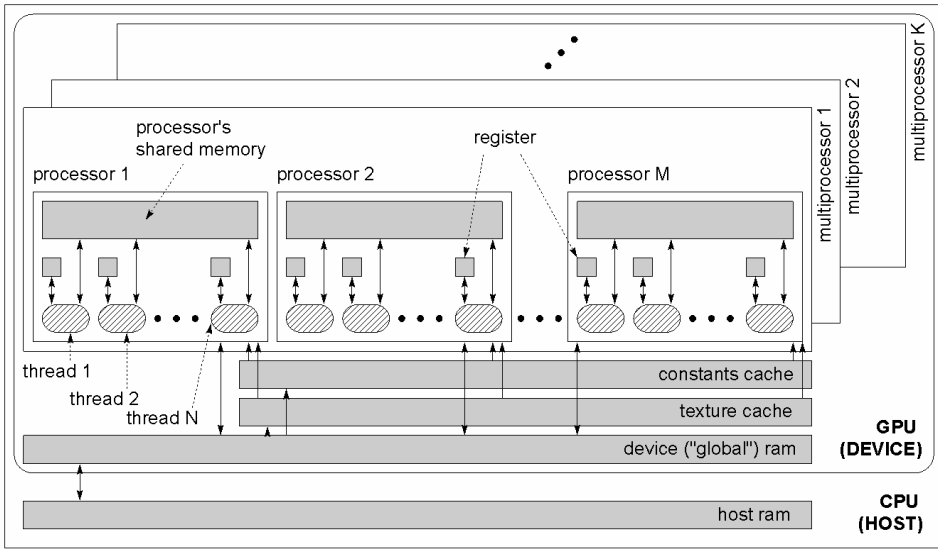 multiprocessor K
multiprocessor 2
multiprocessor 1
processor's
shared memory
register
processor 1
processor 2
processor M
thread 1
thread 2
thread N
constants cache
texture cache
device ("global") ram
GPU
(DEVICE)
host ram
CPU
(HOST)